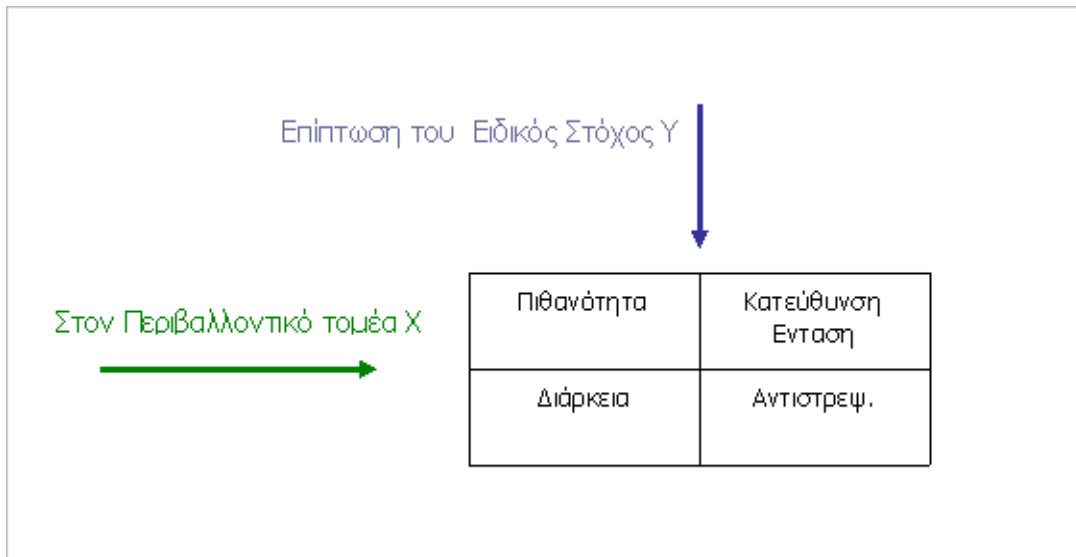 Επίπτωση του Ειδικός Στόχος Υ
Στον Περιβαλλοντικό τομέα Χ
Πιθανότητα
Κατεύθυνση
Ενταση
Διάρκεια
Αντιστρεψ.